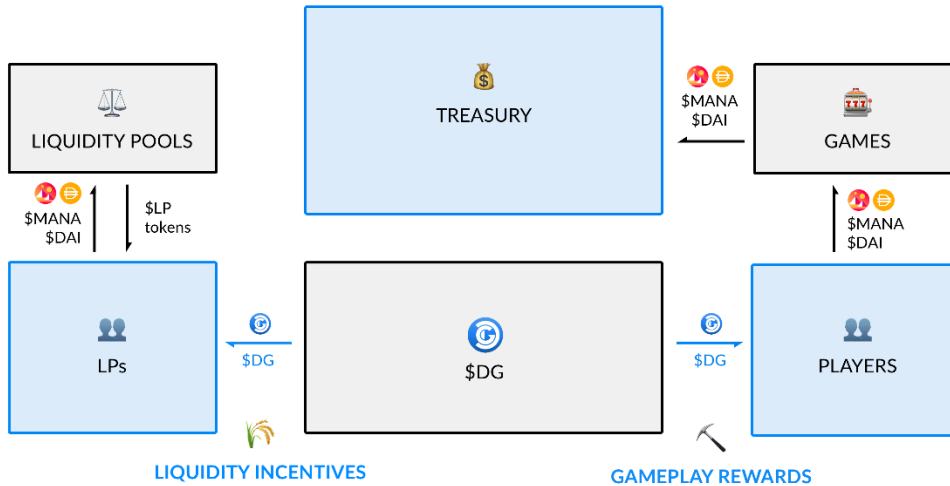 TREASURY
$MANA
$DAI
LIQUIDITY POOLS
777
GAMES
$MANA
$DAI
$LP
tokens
$MANA
$DAI
LPs
$DG
$DG
$DG
PLAYERS
LIQUIDITY INCENTIVES
GAMEPLAY REWARDS